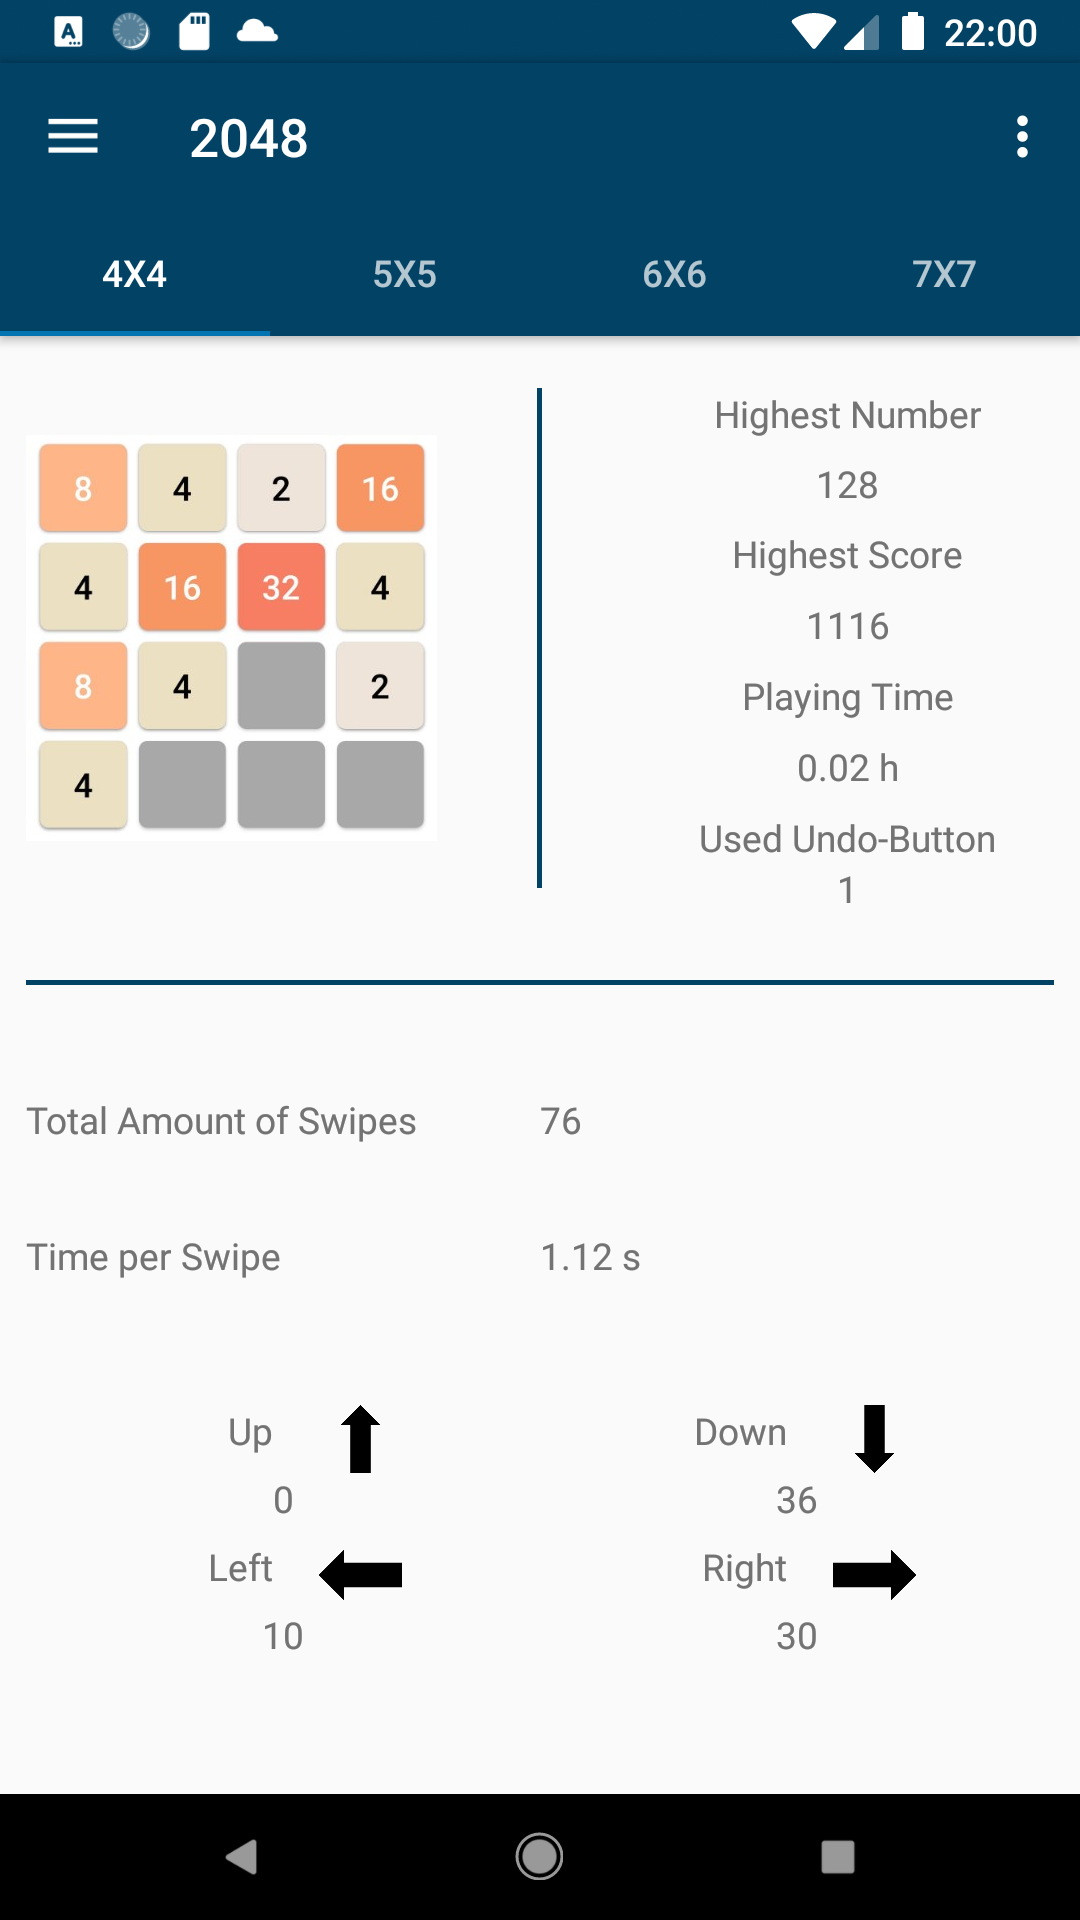 22:00
2048
4X4 5X5 6X6 7X7
8 4 2 16
4 16 32 4
8 4 2
4
Highest Number
128
Highest Score
1116
Playing Time
0.02 h
Used Undo-Button
1
Total Amount of Swipes 76
Time per Swipe 1.12 s
Up Down
0 36
Left Right
10 30